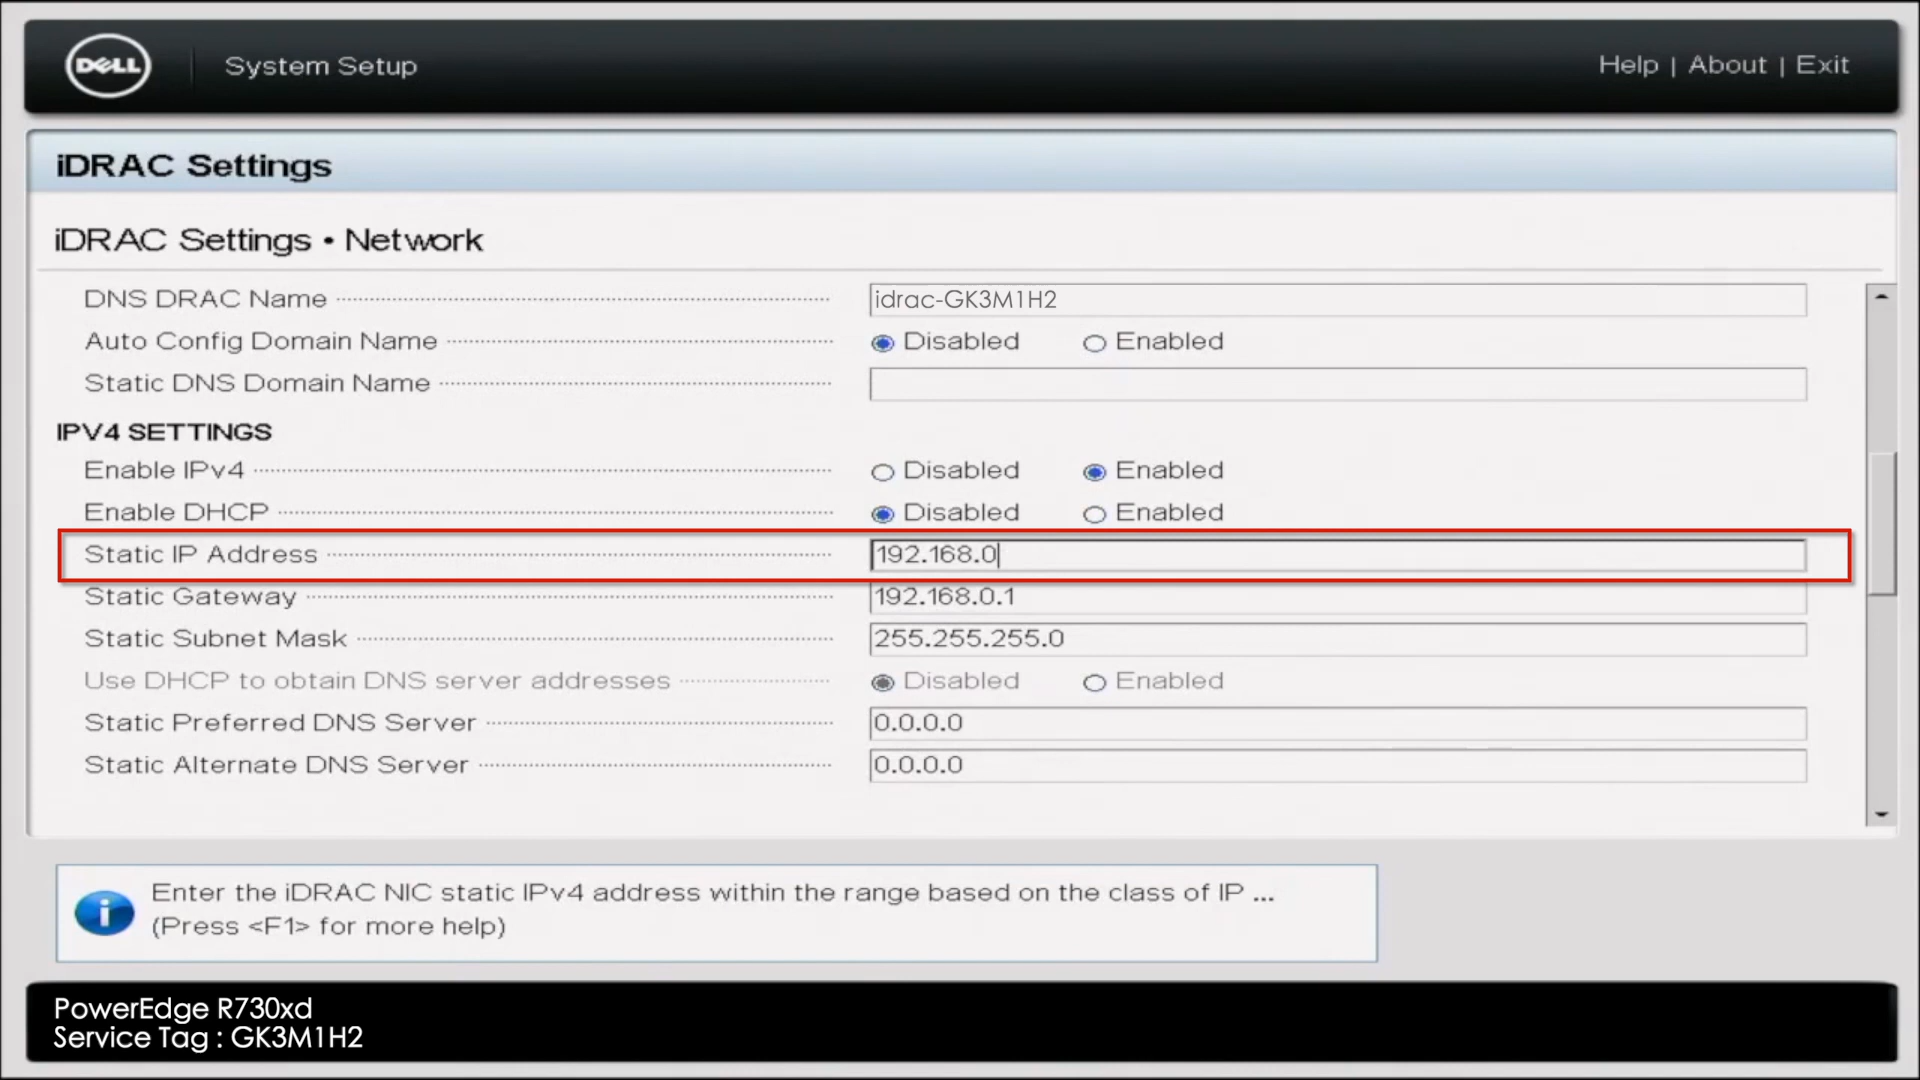 DELL
System Setup
Help | About | Exit
iDRAC Settings
iDRAC Settings • Network
DNS DRAC Name
idrac-GK3M1H2
Auto Config Domain Name
Disabled Enabled
Static DNS Domain Name
IPV4 SETTINGS
Enable IPv4
Disabled Enabled
Enable DHCP
Disabled Enabled
Static IP Address
192.168.0
Static Gateway
192.168.0.1
Static Subnet Mask
255.255.255.0
Use DHCP to obtain DNS server addresses
Disabled Enabled
Static Preferred DNS Server
0.0.0.0
Static Alternate DNS Server
0.0.0.0
Enter the iDRAC NIC static IPv4 address within the range based on the class of IP ...
(Press <F1> for more help)
PowerEdge R730xd
Service Tag : GK3M1H2